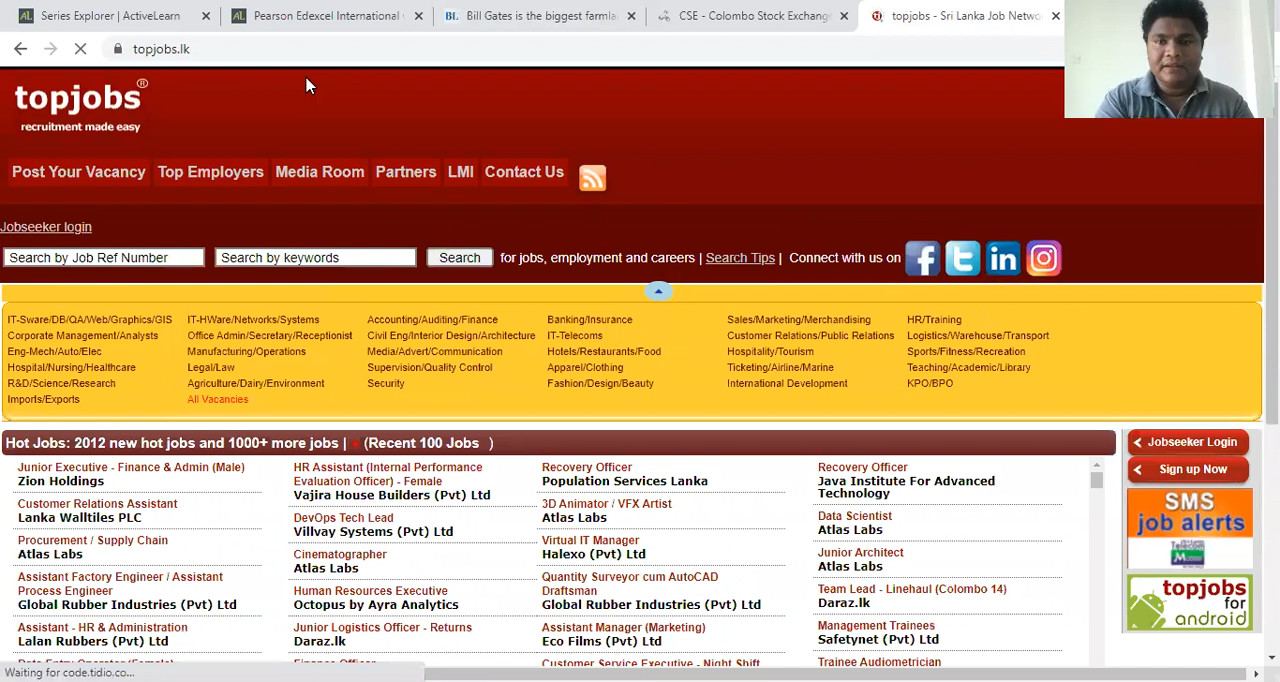 Series Explorer | ActiveLearn
Pearson Edexcel International
Bill Gates is the biggest farmla
CSE - Colombo Stock Exchange
topjobs - Sri Lanka Job Netwo
topjobs.lk
topjobs®
recruitment made easy
Post Your Vacancy Top Employers Media Room Partners LMI Contact Us
Jobseeker login
Search by Job Ref Number Search by keywords Search for jobs, employment and careers | Search Tips | Connect with us on
IT-Sware/DB/QA/Web/Graphics/GIS IT-HWare/Networks/Systems Accounting/Auditing/Finance Banking/Insurance Sales/Marketing/Merchandising HR/Training
Corporate Management/Analysts Office Admin/Secretary/Receptionist Civil Eng/Interior Design/Architecture IT-Telecoms Customer Relations/Public Relations Logistics/Warehouse/Transport
Eng-Mech/Auto/Elec Manufacturing/Operations Media/Advert/Communication Hotels/Restaurants/Food Hospitality/Tourism Sports/Fitness/Recreation
Hospital/Nursing/Healthcare Legal/Law Supervision/Quality Control Apparel/Clothing Ticketing/Airline/Marine Teaching/Academic/Library
R&D/Science/Research Agriculture/Dairy/Environment Security Fashion/Design/Beauty International Development KPO/BPO
Imports/Exports All Vacancies
Hot Jobs: 2012 new hot jobs and 1000+ more jobs | (Recent 100 Jobs )
Junior Executive - Finance & Admin (Male)
Zion Holdings
Customer Relations Assistant
Lanka Walltiles PLC
Procurement / Supply Chain
Atlas Labs
Assistant Factory Engineer / Assistant
Process Engineer
Global Rubber Industries (Pvt) Ltd
Assistant - HR & Administration
Lalan Rubbers (Pvt) Ltd
Data Entry Operator (Female)
HR Assistant (Internal Performance
Evaluation Officer) - Female
Vajira House Builders (Pvt) Ltd
DevOps Tech Lead
Villvay Systems (Pvt) Ltd
Cinematographer
Atlas Labs
Human Resources Executive
Octopus by Ayra Analytics
Junior Logistics Officer - Returns
Daraz.lk
Finance Officer
Recovery Officer
Population Services Lanka
3D Animator / VFX Artist
Atlas Labs
Virtual IT Manager
Halexo (Pvt) Ltd
Quantity Surveyor cum AutoCAD
Draftsman
Global Rubber Industries (Pvt) Ltd
Assistant Manager (Marketing)
Eco Films (Pvt) Ltd
Customer Service Executive - Night Shift
Recovery Officer
Java Institute For Advanced
Technology
Data Scientist
Atlas Labs
Junior Architect
Atlas Labs
Team Lead - Linehaul (Colombo 14)
Daraz.lk
Management Trainees
Safetynet (Pvt) Ltd
Trainee Audiometrician
Jobseeker Login
Sign up Now
SMS
job alerts
topjobs
for
android
Waiting for code.tidio.co...